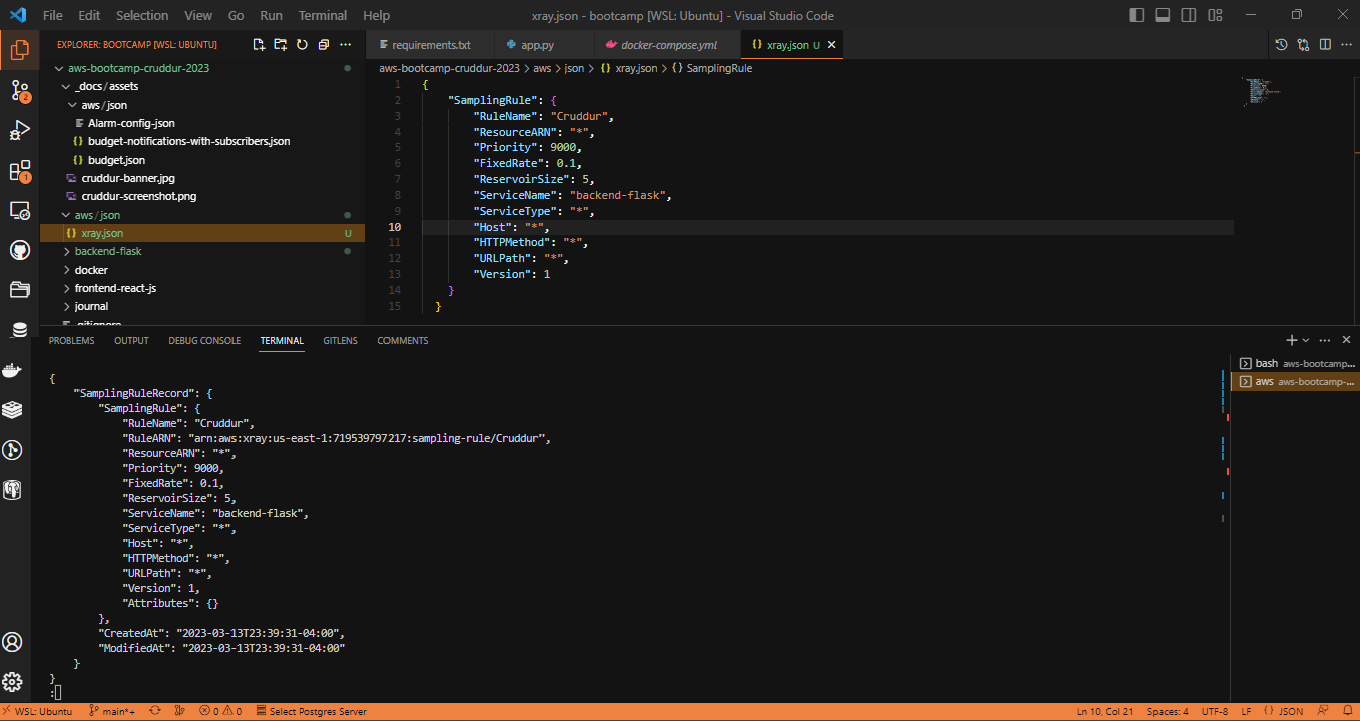 File Edit Selection View Go Run Terminal Help
xray.json - bootcamp [WSL: Ubuntu] - Visual Studio Code
EXPLORER: BOOTCAMP [WSL: UBUNTU]
requirements.txt
app.py
docker-compose.yml
xray.json U
aws-bootcamp-cruddur-2023
_docs/assets
aws/json
Alarm-config-json
budget-notifications-with-subscribers.json
budget.json
cruddur-banner.jpg
cruddur-screenshot.png
aws/json
xray.json U
backend-flask
docker
frontend-react-js
journal
.gitignore
2
1
aws-bootcamp-cruddur-2023 > aws > json > {} xray.json > {} SamplingRule
1 {
2 "SamplingRule": {
3 "RuleName": "Cruddur",
4 "ResourceARN": "*",
5 "Priority": 9000,
6 "FixedRate": 0.1,
7 "ReservoirSize": 5,
8 "ServiceName": "backend-flask",
9 "ServiceType": "*",
10 "Host": "*",
11 "HTTPMethod": "*",
12 "URLPath": "*",
13 "Version": 1
14 }
15 }
PROBLEMS OUTPUT DEBUG CONSOLE TERMINAL GITLENS COMMENTS
bash aws-bootcamp...
aws aws-bootcamp-...
{
"SamplingRuleRecord": {
"SamplingRule": {
"RuleName": "Cruddur",
"RuleARN": "arn:aws:xray:us-east-1:719539797217:sampling-rule/Cruddur",
"ResourceARN": "*",
"Priority": 9000,
"FixedRate": 0.1,
"ReservoirSize": 5,
"ServiceName": "backend-flask",
"ServiceType": "*",
"Host": "*",
"HTTPMethod": "*",
"URLPath": "*",
"Version": 1,
"Attributes": {}
},
"CreatedAt": "2023-03-13T23:39:31-04:00",
"ModifiedAt": "2023-03-13T23:39:31-04:00"
}
}
:
WSL: Ubuntu main*+ 0 0 Select Postgres Server
Ln 10, Col 21 Spaces: 4 UTF-8 LF {} JSON